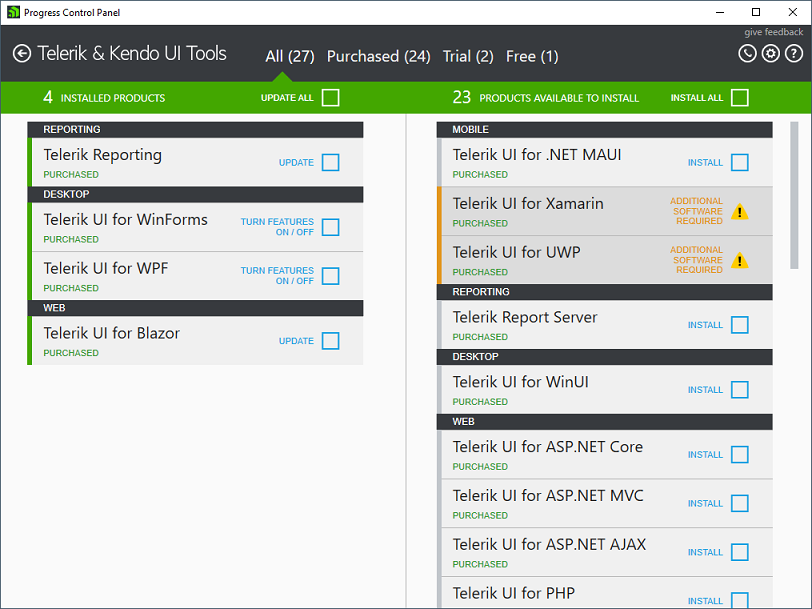 Progress Control Panel
give feedback
Telerik & Kendo UI Tools
All (27) Purchased (24) Trial (2) Free (1)
4 INSTALLED PRODUCTS UPDATE ALL
23 PRODUCTS AVAILABLE TO INSTALL INSTALL ALL
REPORTING
Telerik Reporting
PURCHASED
UPDATE
DESKTOP
Telerik UI for WinForms
PURCHASED
TURN FEATURES
ON / OFF
Telerik UI for WPF
PURCHASED
TURN FEATURES
ON / OFF
WEB
Telerik UI for Blazor
PURCHASED
UPDATE
MOBILE
Telerik UI for .NET MAUI
PURCHASED
INSTALL
Telerik UI for Xamarin
PURCHASED
ADDITIONAL
SOFTWARE
REQUIRED
Telerik UI for UWP
PURCHASED
ADDITIONAL
SOFTWARE
REQUIRED
REPORTING
Telerik Report Server
PURCHASED
INSTALL
DESKTOP
Telerik UI for WinUI
PURCHASED
INSTALL
WEB
Telerik UI for ASP.NET Core
PURCHASED
INSTALL
Telerik UI for ASP.NET MVC
PURCHASED
INSTALL
Telerik UI for ASP.NET AJAX
PURCHASED
INSTALL
Telerik UI for PHP
INSTALL